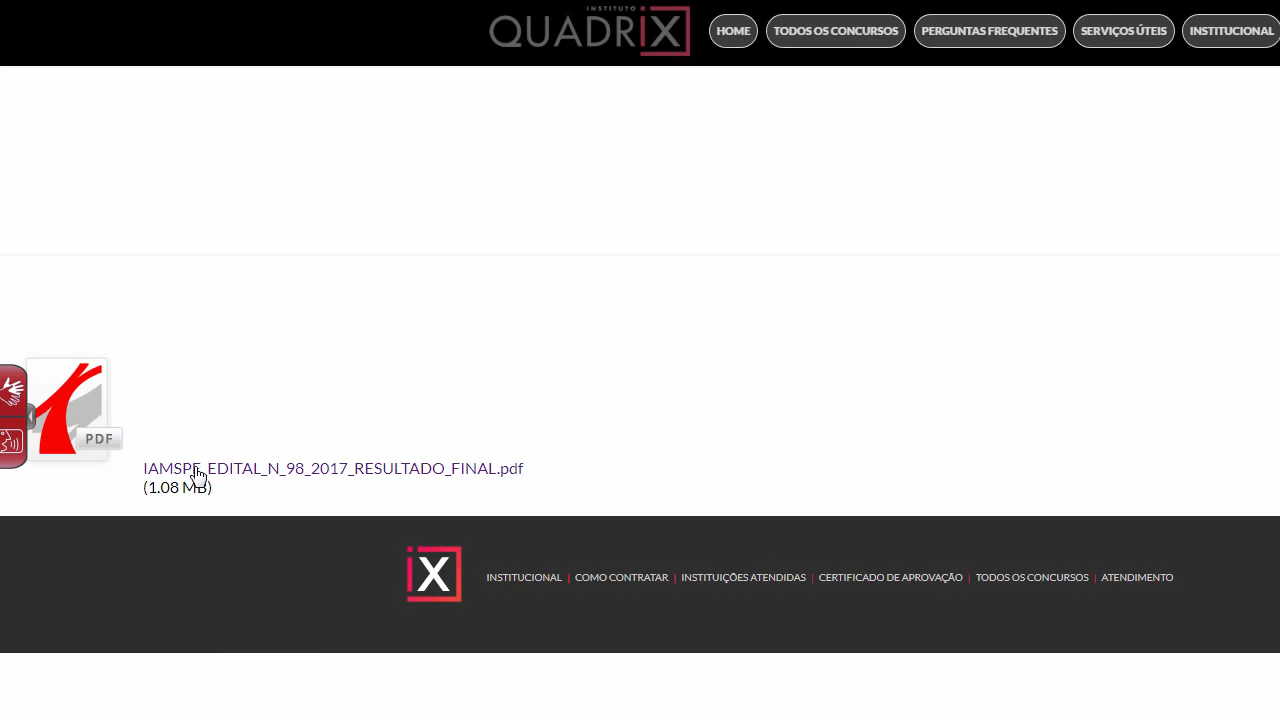 INSTITUTO
QUADRIX
HOME
TODOS OS CONCURSOS
PERGUNTAS FREQUENTES
SERVIÇOS ÚTEIS
INSTITUCIONAL
PDF
IAMSPE_EDITAL_N_98_2017_RESULTADO_FINAL.pdf
(1.08 MB)
iX
INSTITUCIONAL | COMO CONTRATAR | INSTITUIÇÕES ATENDIDAS | CERTIFICADO DE APROVAÇÃO | TODOS OS CONCURSOS | ATENDIMENTO